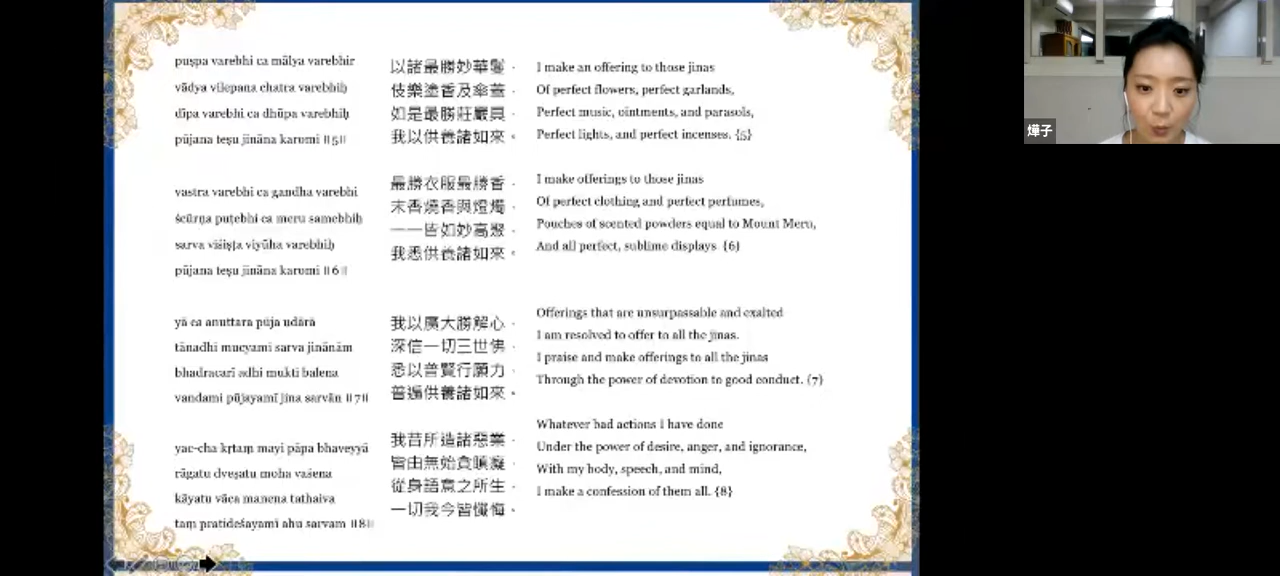 puṣpa varebhi ca mālya varebhir
vādya vilepana chatra varebhiḥ
dīpa varebhi ca dhūpa varebhiḥ
pūjana teṣu jināna karomi ॥5॥
vastra varebhi ca gandha varebhi
ścūrṇa puṭebhi ca meru samebhiḥ
sarva viśiṣṭa viyūha varebhiḥ
pūjana teṣu jināna karomi ॥6॥
yā ca anuttara pūja udārā
tānadhi mucyami sarva jinānām
bhadracarī adhi mukti balena
vandami pūjayamī jina sarvān ॥7॥
yac-cha kṛtaṃ mayi pāpa bhaveyyā
rāgatu dveṣatu moha vaśena
kāyatu vāca manena tathaiva
taṃ pratideśayamī ahu sarvam ॥8॥
以諸最勝妙華鬘．
伎樂塗香及傘蓋．
如是最勝莊嚴具．
我以供養諸如來。
最勝衣服最勝香．
末香燒香與燈燭．
一一皆如妙高聚．
我悉供養諸如來。
我以廣大勝解心．
深信一切三世佛．
悉以普賢行願力．
普遍供養諸如來。
我昔所造諸惡業．
皆由無始貪瞋癡．
從身語意之所生．
一切我今皆懺悔。
I make an offering to those jinas
Of perfect flowers, perfect garlands,
Perfect music, ointments, and parasols,
Perfect lights, and perfect incenses. {5}
I make offerings to those jinas
Of perfect clothing and perfect perfumes,
Pouches of scented powders equal to Mount Meru,
And all perfect, sublime displays. {6}
Offerings that are unsurpassable and exalted
I am resolved to offer to all the jinas.
I praise and make offerings to all the jinas
Through the power of devotion to good conduct. {7}
Whatever bad actions I have done
Under the power of desire, anger, and ignorance,
With my body, speech, and mind,
I make a confession of them all. {8}
燁子